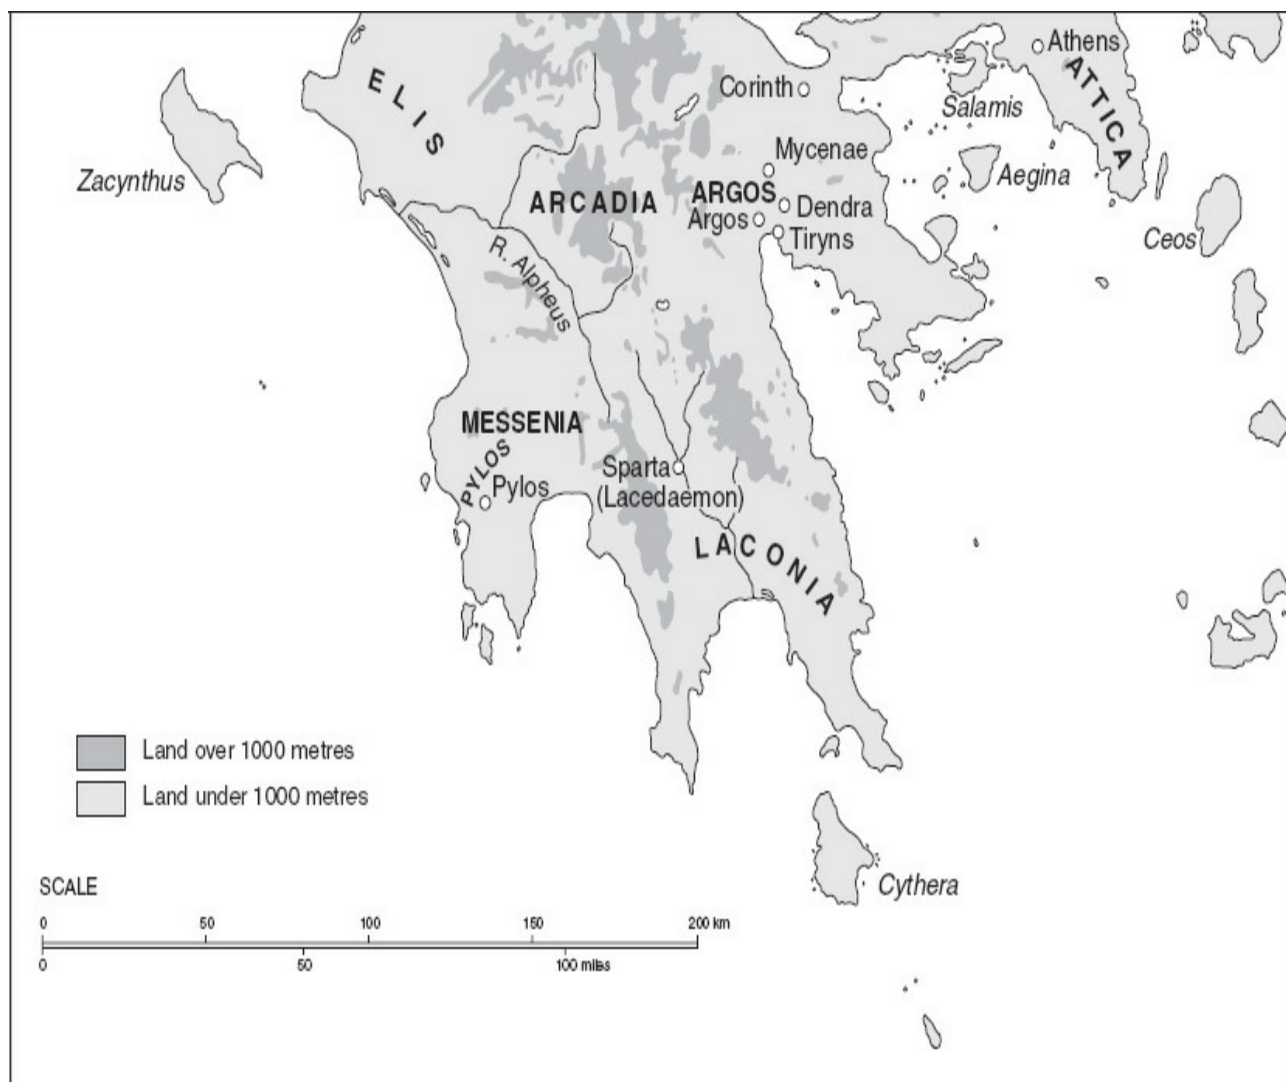 Athens
ELIS
Corinth
ATTICA
Salamis
Mycenae
Zacynthus
Aegina
ARCADIA
ARGOS
Dendra
Argos
Tiryns
Ceos
R. Alpheus
MESSENIA
PYLOS
Pylos
Sparta
(Lacedaemon)
LACONIA
Land over 1000 metres
Land under 1000 metres
Cythera
SCALE
0 50 100 150 200 km
0 50 100 miles